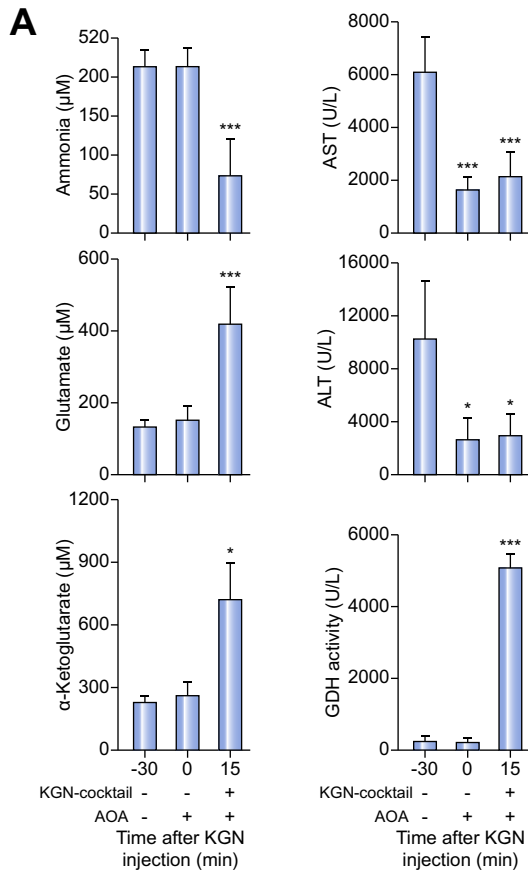 A
Ammonia (µM)
520
200
150
100
50
0
***
AST
(U/L)
8000
6000
4000
2000
0
***
***
Glutamate (µM)
600
400
200
0
***
ALT
(U/L)
16000
12000
8000
4000
0
*
*
α-Ketoglutarate (µM)
1200
900
600
300
0
*
GDH activity (U/L)
6000
4000
2000
0
***
-30 0 15
KGN-cocktail - - +
AOA - + +
Time after KGN
injection (min)
-30 0 15
KGN-cocktail - - +
AOA - + +
Time after KGN
injection (min)